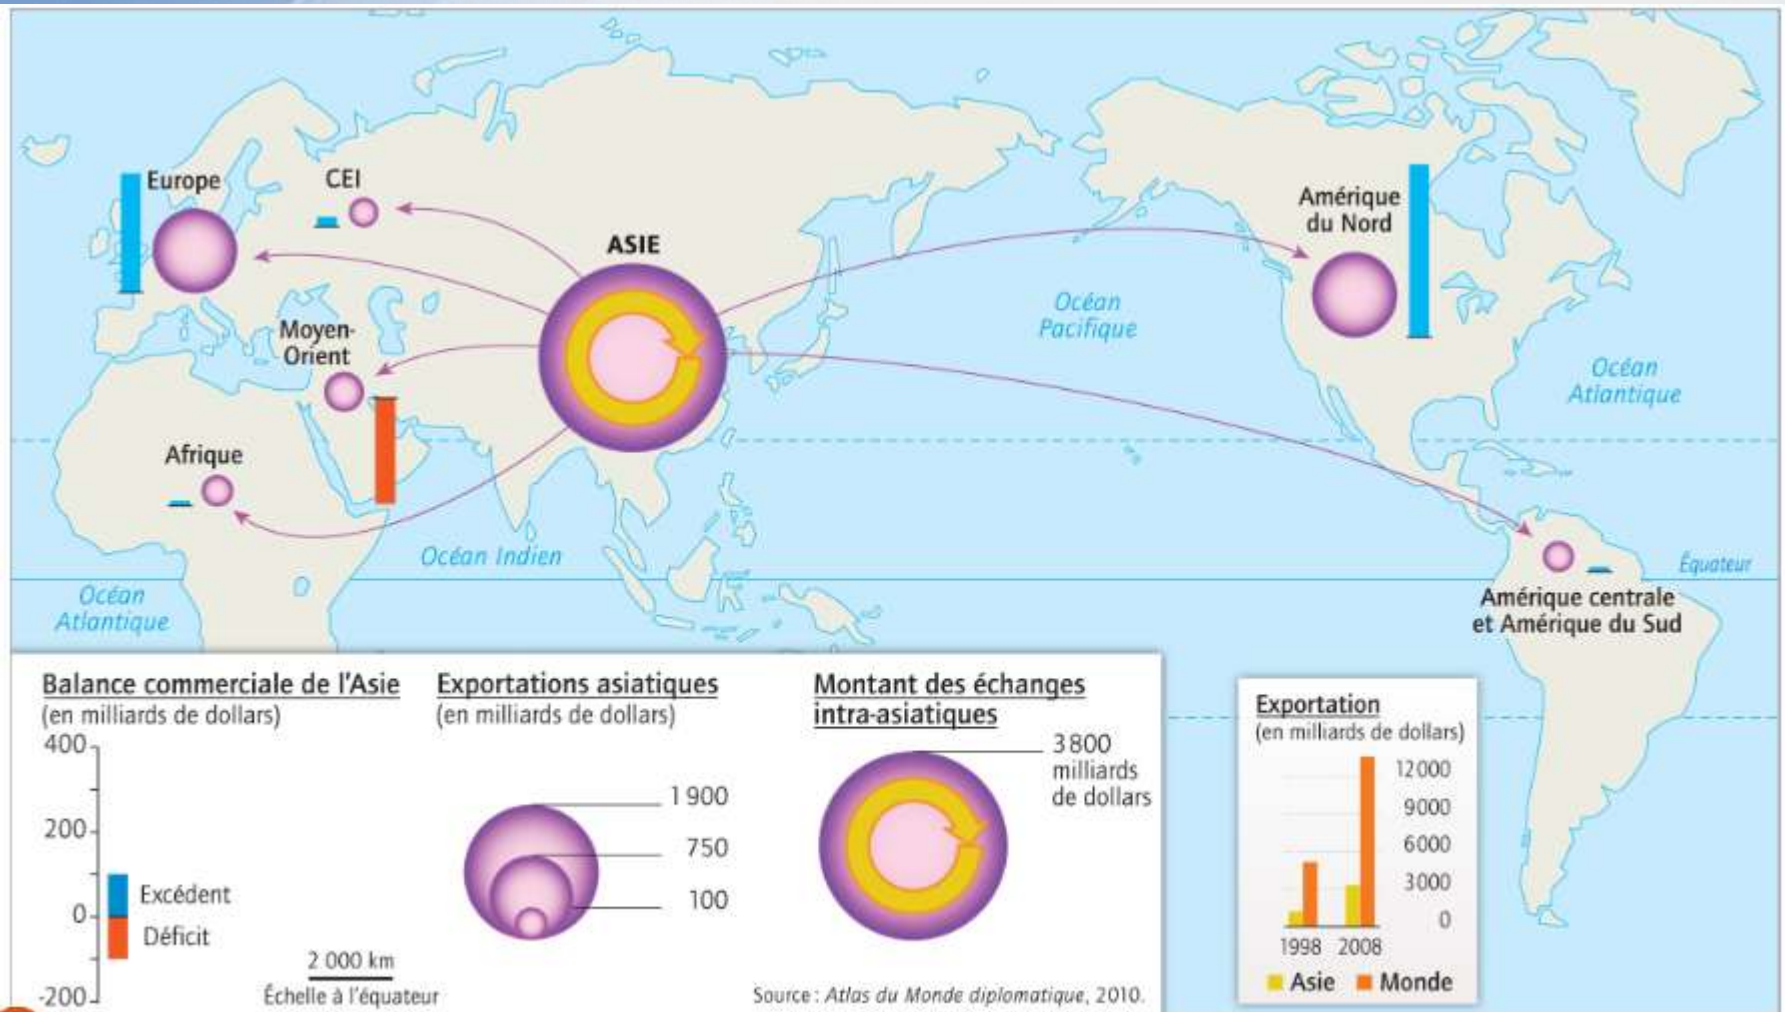 Europe
CEI
ASIE
Moyen-
Orient
Afrique
Amérique
du Nord
Océan
Pacifique
Océan
Atlantique
Océan Indien
Océan
Atlantique
Équateur
Amérique centrale
et Amérique du Sud
Balance commerciale de l'Asie
(en milliards de dollars)
400
200
0
-200
Excédent
Déficit
2 000 km
Échelle à l'équateur
Exportations asiatiques
(en milliards de dollars)
1 900
750
100
Montant des échanges
intra-asiatiques
3 800
milliards
de dollars
Source : Atlas du Monde diplomatique, 2010.
Exportation
(en milliards de dollars)
12 000
9000
6000
3000
0
1998 2008
Asie Monde